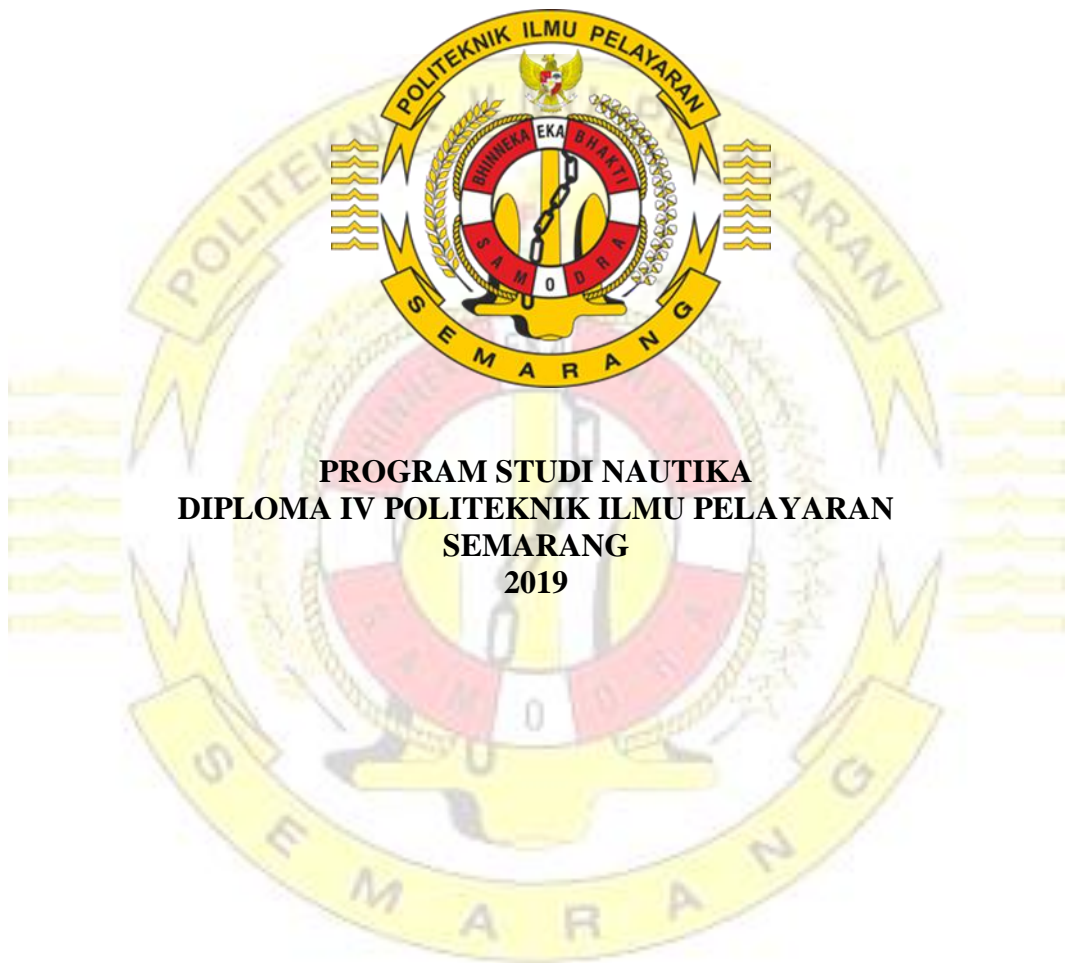 POLITEKNIK ILMU PELAYARAN
BHINNEKA EKA BHAKTI
SAMODRA
SEMARANG
PROGRAM STUDI NAUTIKA
DIPLOMA IV POLITEKNIK ILMU PELAYARAN
SEMARANG
2019